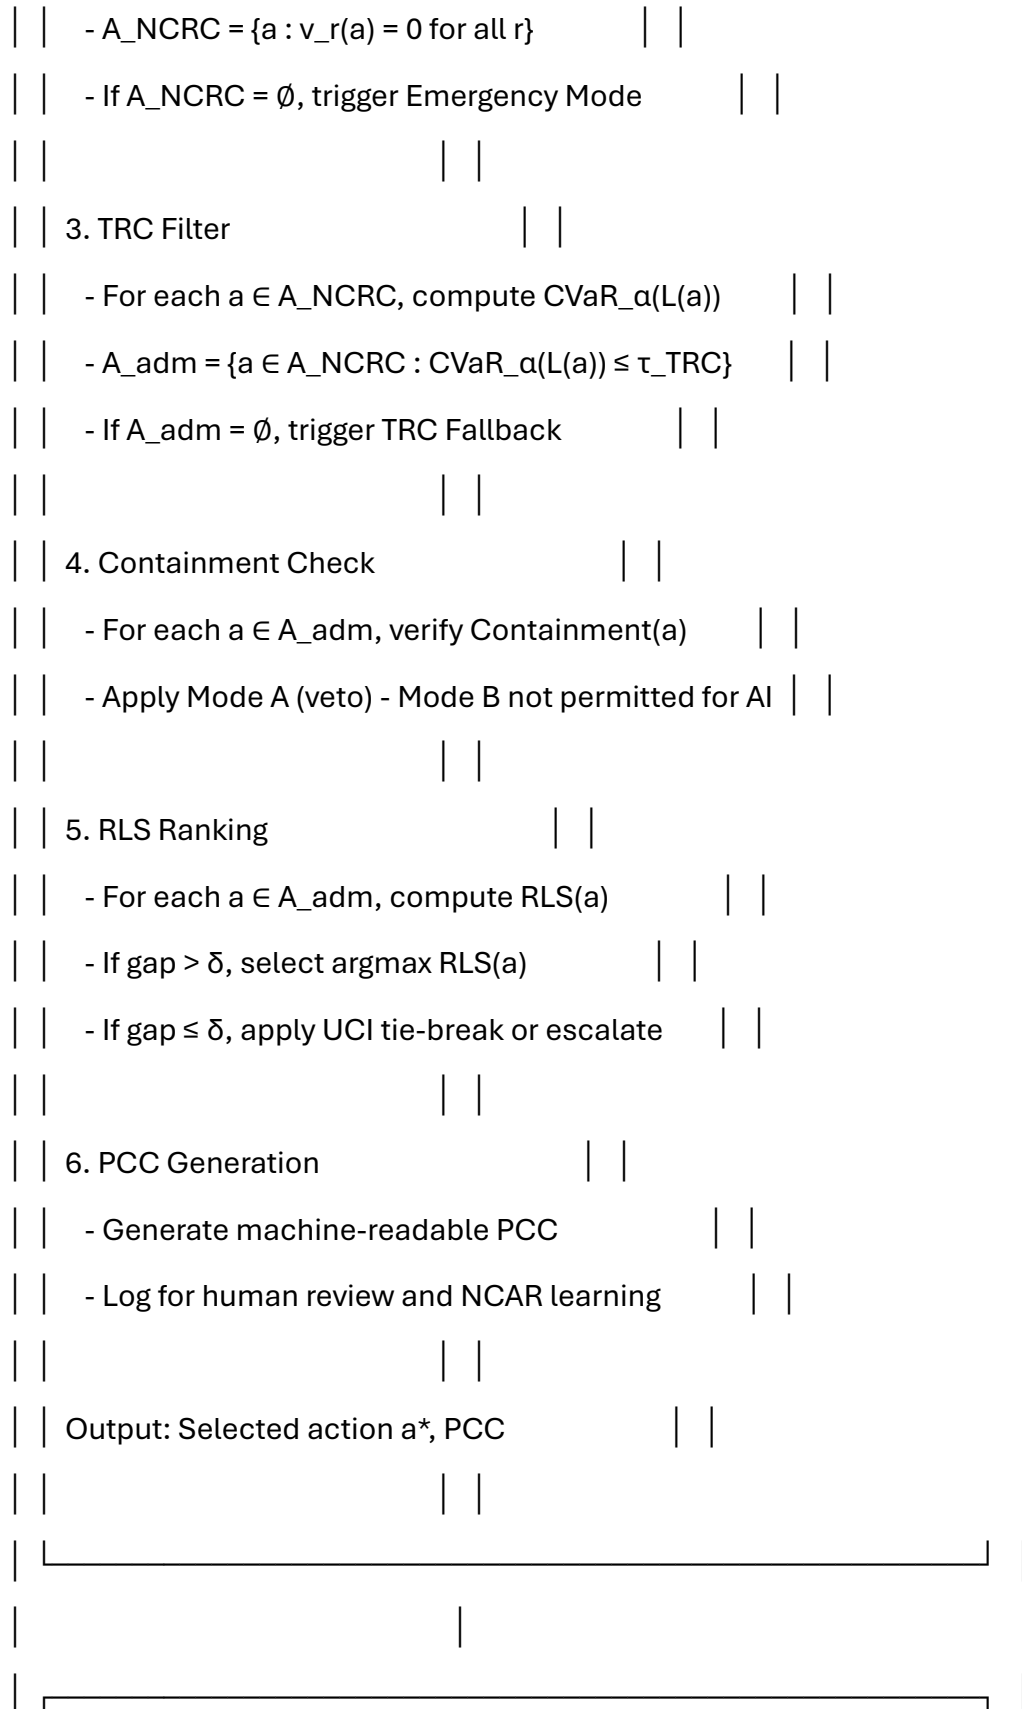 │ │ - A_NCRC = {a : v_r(a) = 0 for all r} │ │
│ │ - If A_NCRC = ∅, trigger Emergency Mode │ │
│ │ │ │
│ │ 3. TRC Filter │ │
│ │ - For each a ∈ A_NCRC, compute CVaR_α(L(a)) │ │
│ │ - A_adm = {a ∈ A_NCRC : CVaR_α(L(a)) ≤ τ_TRC} │ │
│ │ - If A_adm = ∅, trigger TRC Fallback │ │
│ │ │ │
│ │ 4. Containment Check │ │
│ │ - For each a ∈ A_adm, verify Containment(a) │ │
│ │ - Apply Mode A (veto) - Mode B not permitted for AI │ │
│ │ │ │
│ │ 5. RLS Ranking │ │
│ │ - For each a ∈ A_adm, compute RLS(a) │ │
│ │ - If gap > δ, select argmax RLS(a) │ │
│ │ - If gap ≤ δ, apply UCI tie-break or escalate │ │
│ │ │ │
│ │ 6. PCC Generation │ │
│ │ - Generate machine-readable PCC │ │
│ │ - Log for human review and NCAR learning │ │
│ │ │ │
│ │ Output: Selected action a*, PCC │ │
│ │ │ │